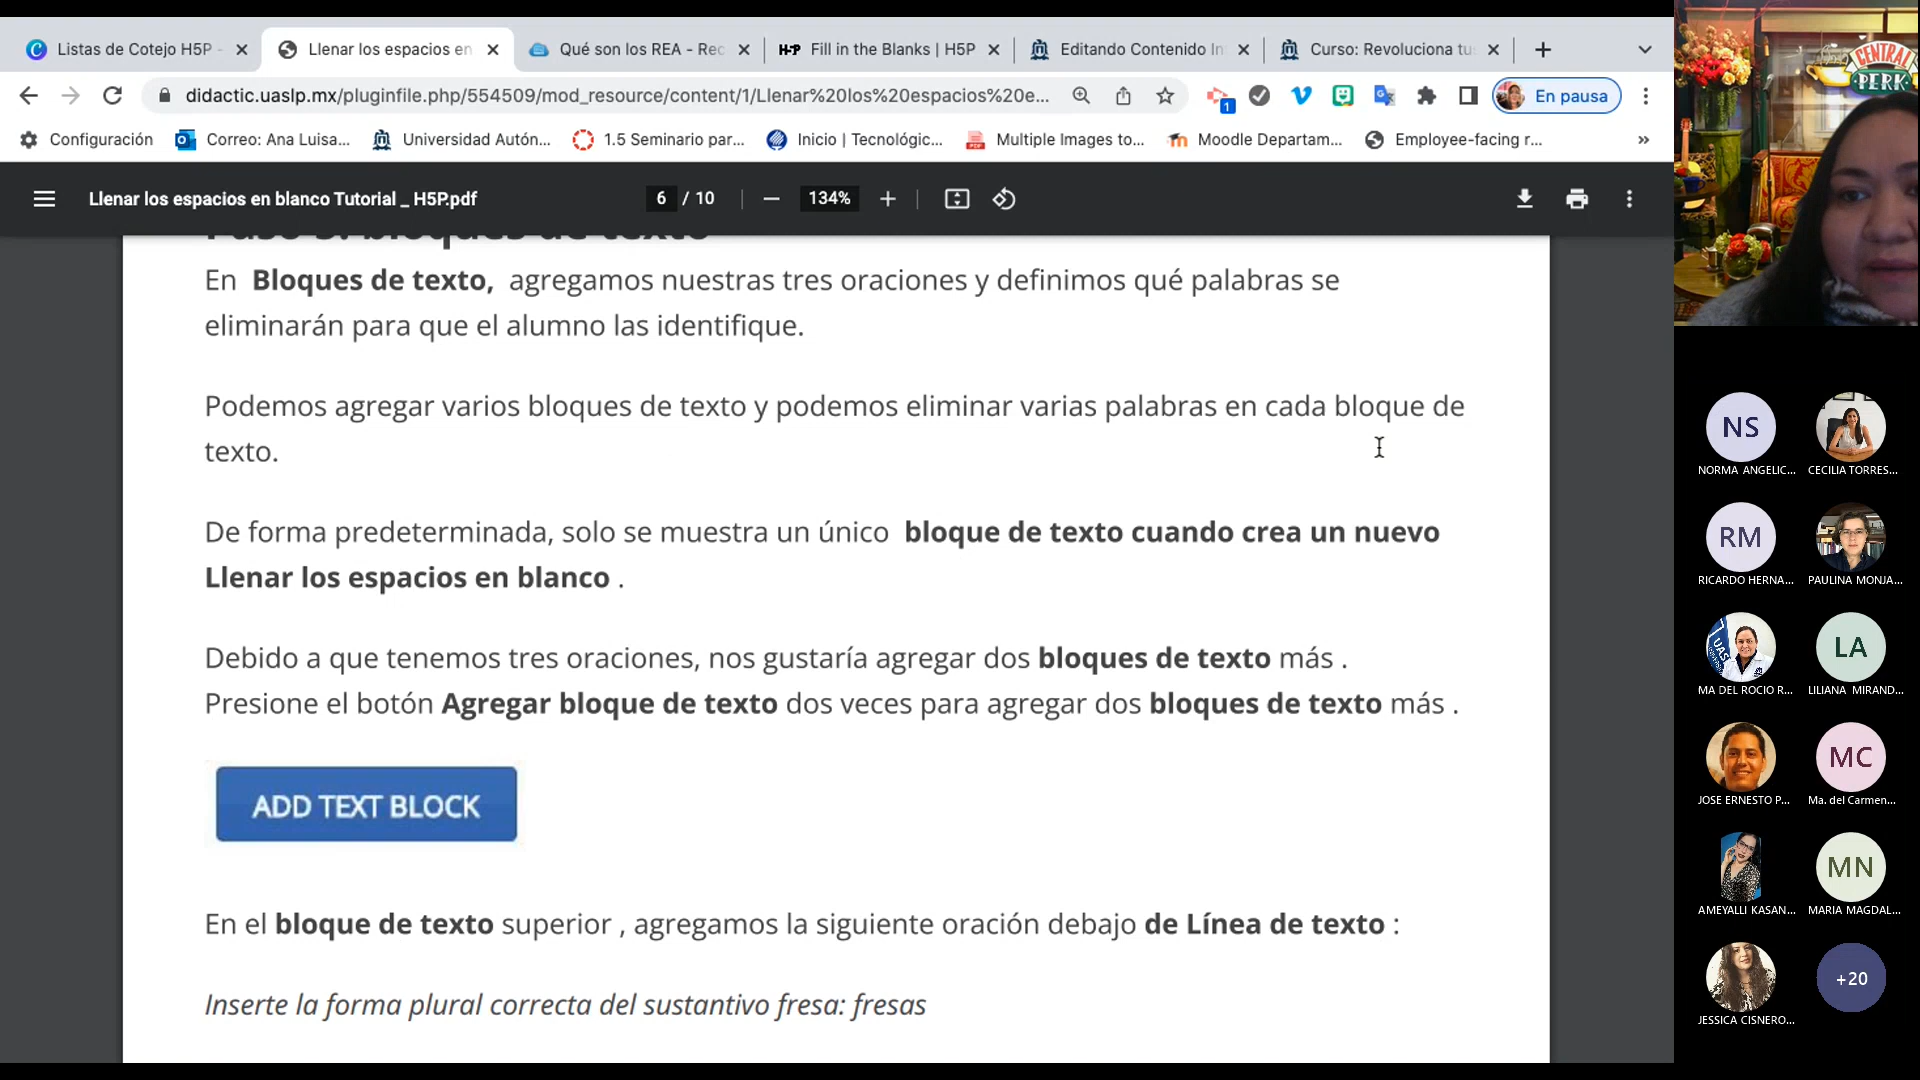 Listas de Cotejo H5P -
Llenar los espacios en
Qué son los REA - Rec
H-P Fill in the Blanks | H5P
Editando Contenido In
Curso: Revoluciona tu
didactic.uaslp.mx/pluginfile.php/554509/mod_resource/content/1/Llenar%20los%20espacios%20e...
1
En pausa
Configuración
Correo: Ana Luisa...
Universidad Autón...
1.5 Seminario par...
Inicio | Tecnológic...
Multiple Images to...
Moodle Departam...
Employee-facing r...
»
Llenar los espacios en blanco Tutorial _ H5P.pdf
6 / 10
134%
En Bloques de texto, agregamos nuestras tres oraciones y definimos qué palabras se
eliminarán para que el alumno las identifique.
Podemos agregar varios bloques de texto y podemos eliminar varias palabras en cada bloque de
texto.
De forma predeterminada, solo se muestra un único bloque de texto cuando crea un nuevo
Llenar los espacios en blanco .
Debido a que tenemos tres oraciones, nos gustaría agregar dos bloques de texto más .
Presione el botón Agregar bloque de texto dos veces para agregar dos bloques de texto más .
ADD TEXT BLOCK
En el bloque de texto superior , agregamos la siguiente oración debajo de Línea de texto :
Inserte la forma plural correcta del sustantivo fresa: fresas
CENTRAL
PERK
NS
NORMA ANGELIC...
CECILIA TORRES...
RM
RICARDO HERNA...
PAULINA MONJA...
MA DEL ROCIO R...
LA
LILIANA MIRAND...
JOSE ERNESTO P...
MC
Ma. del Carmen...
AMEYALLI KASAN...
MN
MARIA MAGDAL...
JESSICA CISNERO...
+20